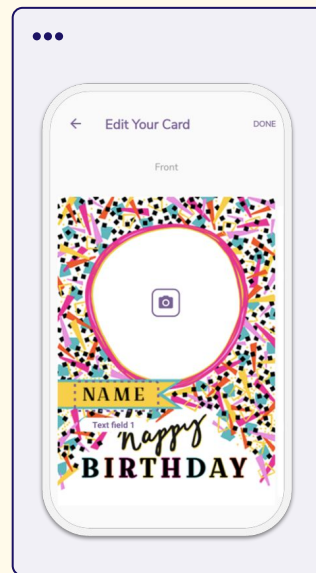 Edit Your Card
DONE
Front
NAME
Text field 1
Happy
BIRTHDAY